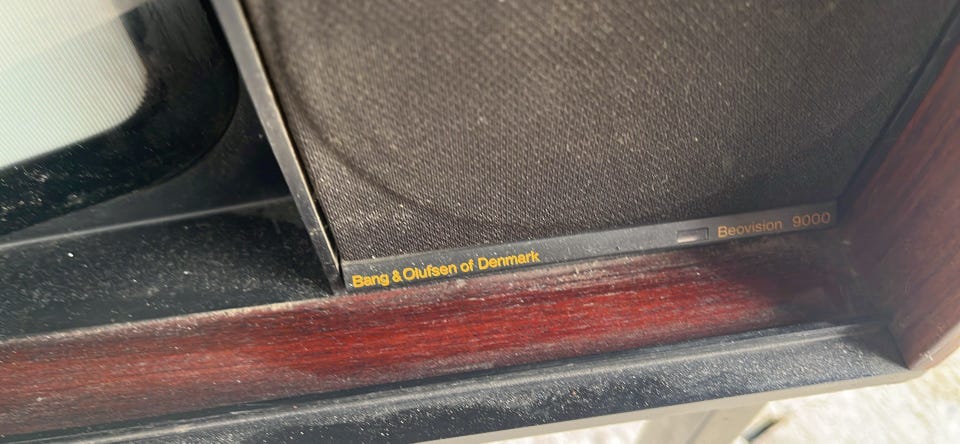 Bang & Olufsen of Denmark
Beovision 9000